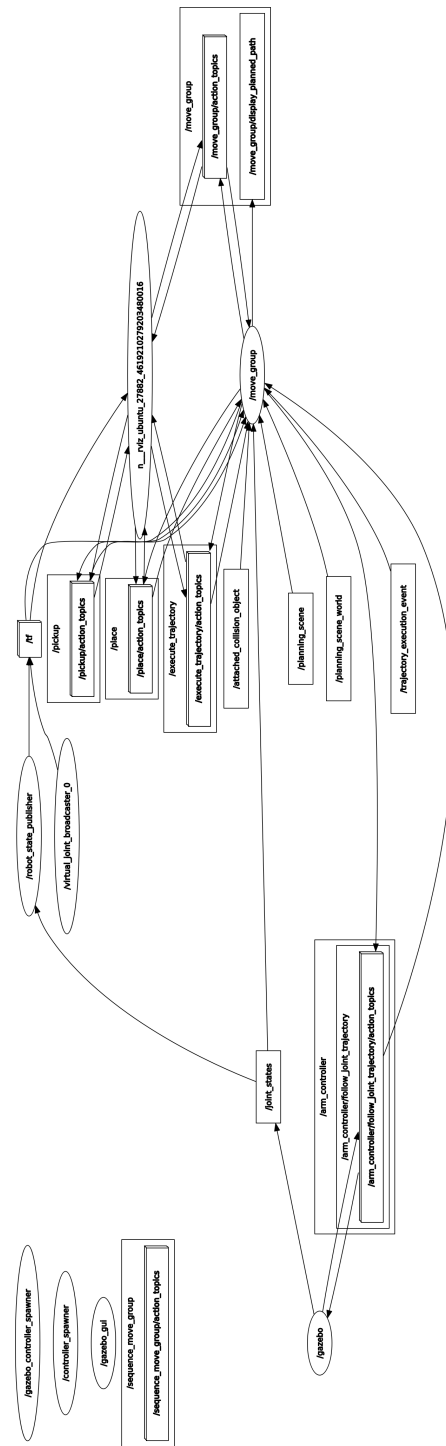 /gazebo_controller_spawner
/controller_spawner
/gazebo_gui
/sequence_move_group
/sequence_move_group/action_topics
/gazebo
/joint_states
/arm_controller
/arm_controller/follow_joint_trajectory
/arm_controller/follow_joint_trajectory/action_topics
/robot_state_publisher
/virtual_joint_broadcaster_0
/tf
/pickup
/pickup/action_topics
/place
/place/action_topics
/execute_trajectory
/execute_trajectory/action_topics
/attached_collision_object
/planning_scene
/planning_scene_world
/trajectory_execution_event
n__rviz_ubuntu_27882_4619210279203480016
/move_group
/move_group
/move_group/action_topics
/move_group/display_planned_path